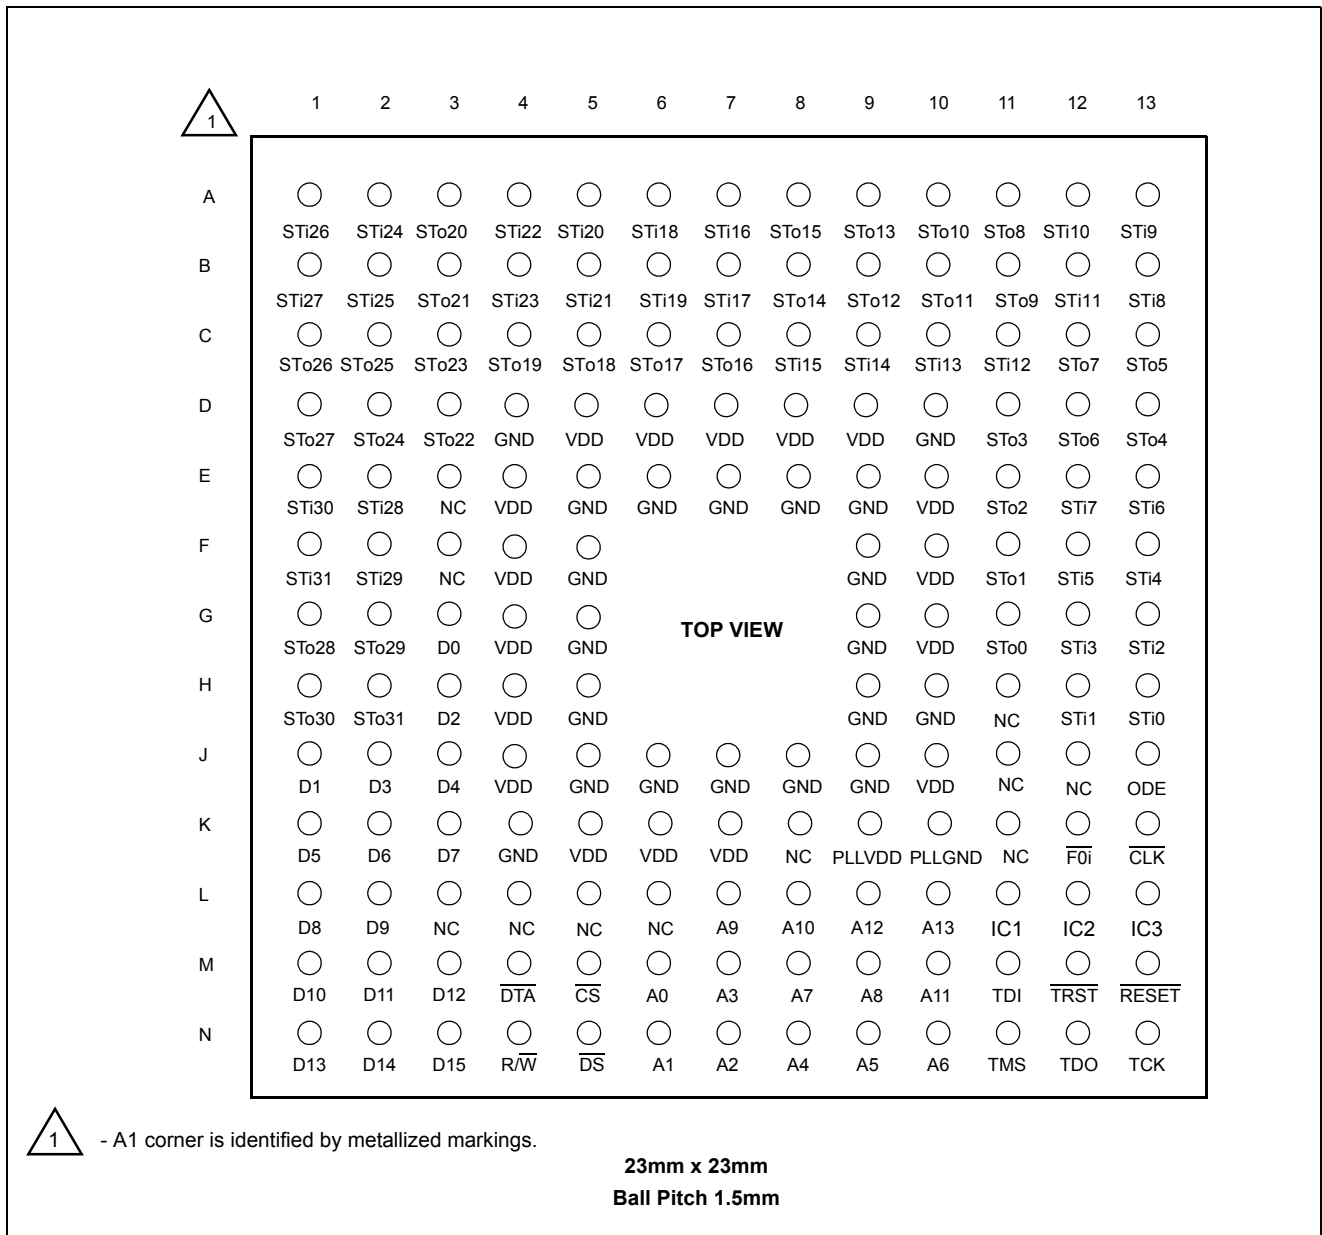 1 1 2 3 4 5 6 7 8 9 10 11 12 13
A
STi26 STi24 STo20 STi22 STi20 STi18 STi16 STo15 STo13 STo10 STo8 STi10 STi9
B
STi27 STi25 STo21 STi23 STi21 STi19 STi17 STo14 STo12 STo11 STo9 STi11 STi8
C
STo26 STo25 STo23 STo19 STo18 STo17 STo16 STi15 STi14 STi13 STi12 STo7 STo5
D
STo27 STo24 STo22 GND VDD VDD VDD VDD VDD GND STo3 STo6 STo4
E
STi30 STi28 NC VDD GND GND GND GND GND VDD STo2 STi7 STi6
F
STi31 STi29 NC VDD GND GND VDD STo1 STi5 STi4
G
TOP VIEW
STo28 STo29 D0 VDD GND GND VDD STo0 STi3 STi2
H
STo30 STo31 D2 VDD GND GND GND NC STi1 STi0
J
D1 D3 D4 VDD GND GND GND GND GND VDD NC NC ODE
K
D5 D6 D7 GND VDD VDD VDD NC PLLVDD PLLGND NC F̅0̅i̅ C̅L̅K̅
L
D8 D9 NC NC NC NC A9 A10 A12 A13 IC1 IC2 IC3
M
D10 D11 D12 D̅T̅A̅ C̅S̅ A0 A3 A7 A8 A11 TDI T̅R̅S̅T̅ R̅E̅S̅E̅T̅
N
D13 D14 D15 R/W̅ D̅S̅ A1 A2 A4 A5 A6 TMS TDO TCK
1 - A1 corner is identified by metallized markings.
23mm x 23mm
Ball Pitch 1.5mm